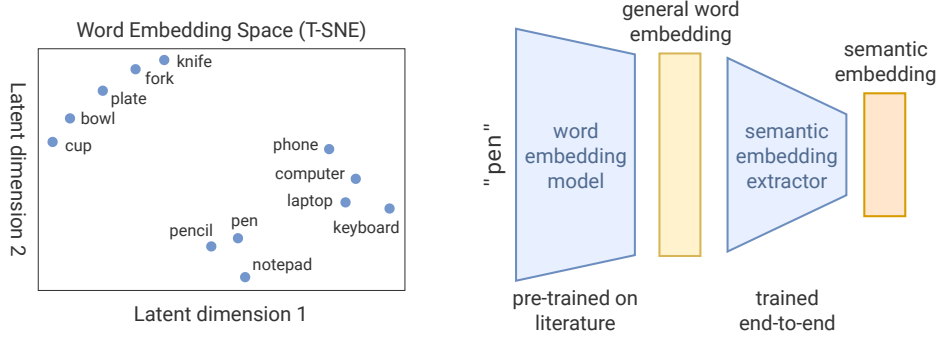 Word Embedding Space (T-SNE)
knife
fork
plate
bowl
cup
phone
computer
laptop
keyboard
pen
pencil
notepad
Latent dimension 2
Latent dimension 1
"pen"
word
embedding
model
general word
embedding
semantic
embedding
extractor
semantic
embedding
pre-trained on
literature
trained
end-to-end